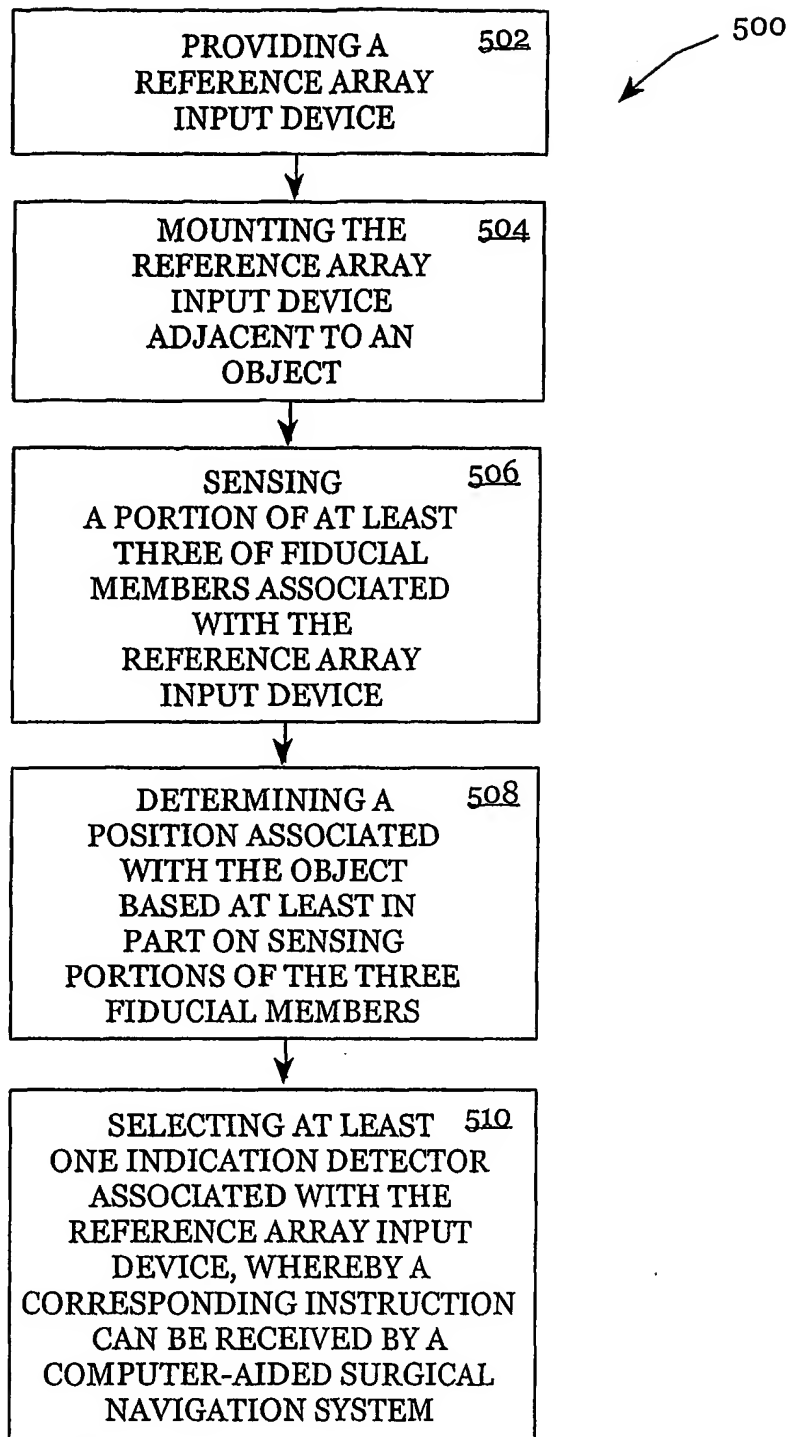 500
PROVIDING A 502
REFERENCE ARRAY
INPUT DEVICE
MOUNTING THE 504
REFERENCE ARRAY
INPUT DEVICE
ADJACENT TO AN
OBJECT
SENSING 506
A PORTION OF AT LEAST
THREE OF FIDUCIAL
MEMBERS ASSOCIATED
WITH THE
REFERENCE ARRAY
INPUT DEVICE
DETERMINING A 508
POSITION ASSOCIATED
WITH THE OBJECT
BASED AT LEAST IN
PART ON SENSING
PORTIONS OF THE THREE
FIDUCIAL MEMBERS
SELECTING AT LEAST 510
ONE INDICATION DETECTOR
ASSOCIATED WITH THE
REFERENCE ARRAY INPUT
DEVICE, WHEREBY A
CORRESPONDING INSTRUCTION
CAN BE RECEIVED BY A
COMPUTER-AIDED SURGICAL
NAVIGATION SYSTEM